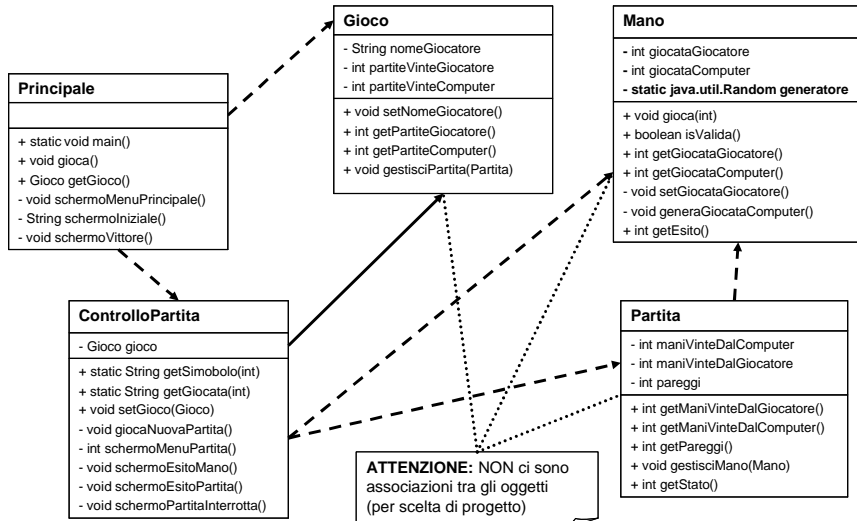 Principale
+ static void main()
+ void gioca()
+ Gioco getGioco()
- void schermoMenuPrincipale()
- String schermoIniziale()
- void schermoVittore()
Gioco
- String nomeGiocatore
- int partiteVinteGiocatore
- int partiteVinteComputer
+ void setNomeGiocatore()
+ int getPartiteGiocatore()
+ int getPartiteComputer()
+ void gestisciPartita(Partita)
Mano
- int giocataGiocatore
- int giocataComputer
- static java.util.Random generatore
+ void gioca(int)
+ boolean isValida()
+ int getGiocataGiocatore()
+ int getGiocataComputer()
- void setGiocataGiocatore()
- void generaGiocataComputer()
+ int getEsito()
ControlloPartita
- Gioco gioco
+ static String getSimobolo(int)
+ static String getGiocata(int)
+ void setGioco(Gioco)
- void giocaNuovaPartita()
- int schermoMenuPartita()
- void schermoEsitoMano()
- void schermoEsitoPartita()
- void schermoPartitaInterrotta()
Partita
- int maniVinteDalComputer
- int maniVinteDalGiocatore
- int pareggi
+ int getManiVinteDalGiocatore()
+ int getManiVinteDalComputer()
+ int getPareggi()
+ void gestisciMano(Mano)
+ int getStato()
ATTENZIONE: NON ci sono
associazioni tra gli oggetti
(per scelta di progetto)